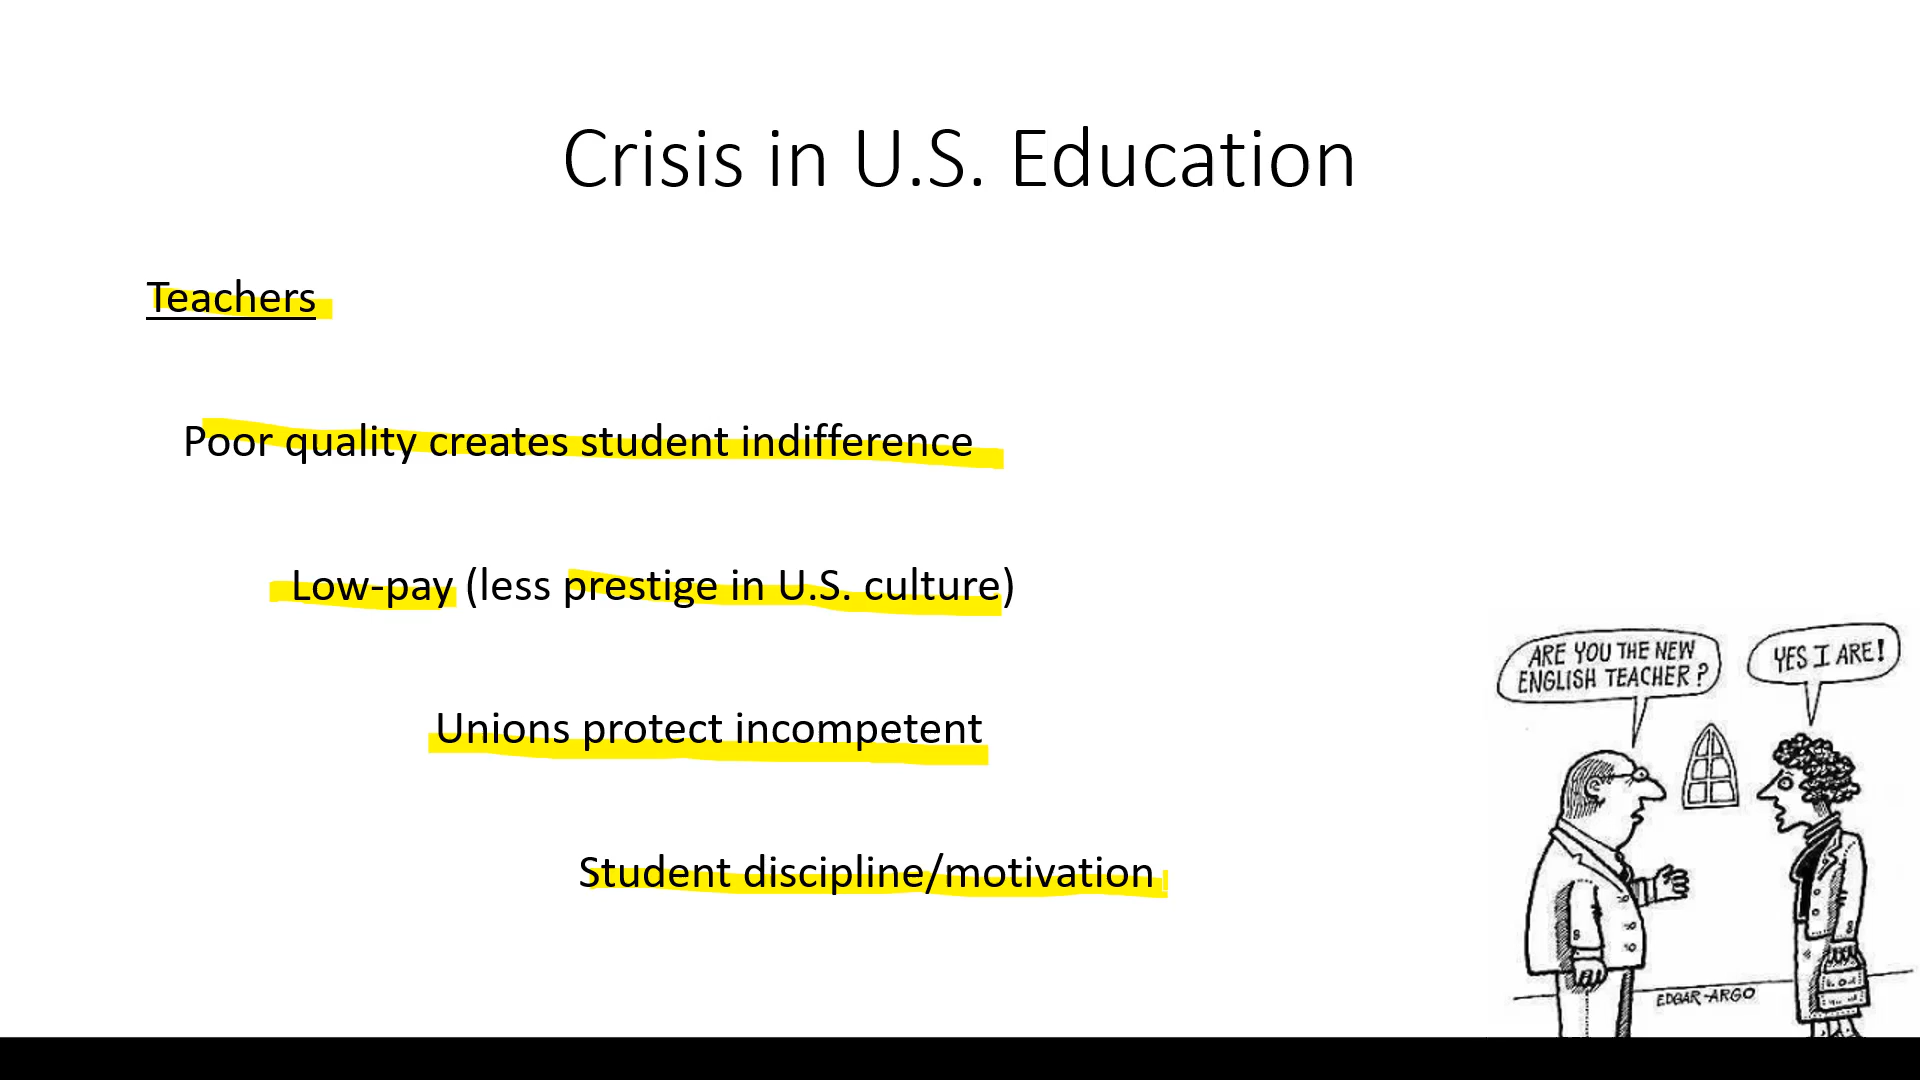 Crisis in U.S. Education
Teachers
Poor quality creates student indifference
Low-pay (less prestige in U.S. culture)
Unions protect incompetent
Student discipline/motivation
ARE YOU THE NEW
ENGLISH TEACHER?
YES I ARE!
EDGAR-ARGO